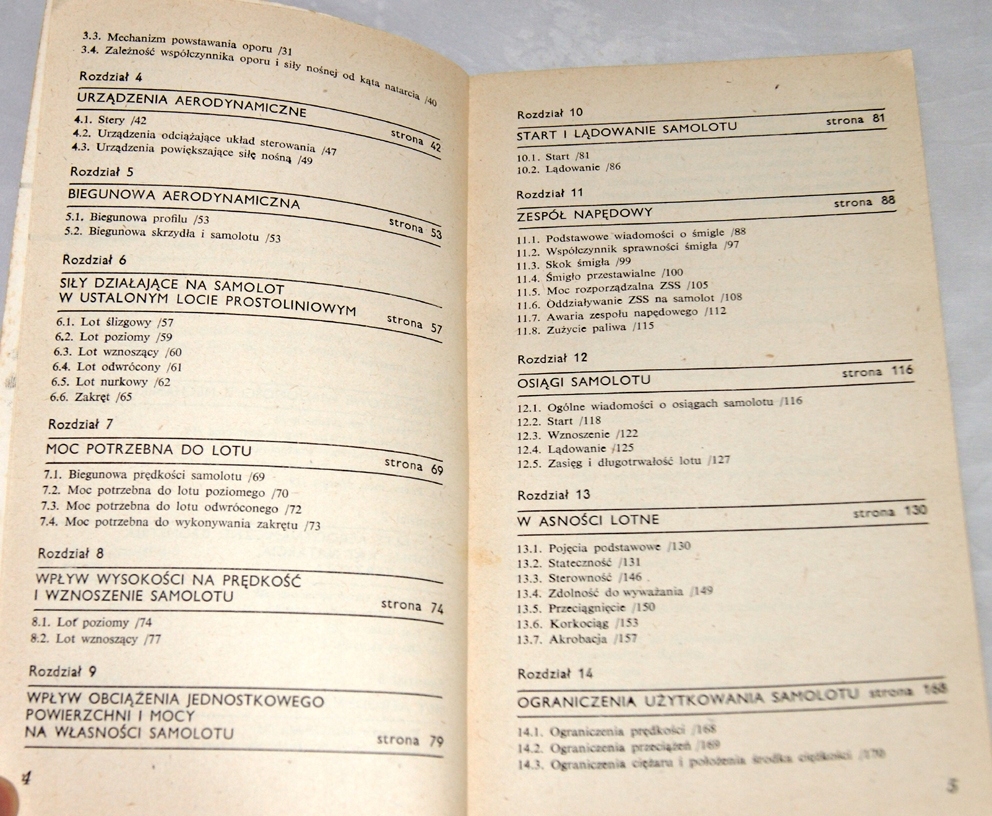 3.3. Mechanizm powstawania oporu /31
3.4. Zależność współczynnika oporu i siły nośnej od kąta natarcia /40
Rozdział 4
URZĄDZENIA AERODYNAMICZNE strona 42
4.1. Stery /42
4.2. Urządzenia odciążające układ sterowania /47
4.3. Urządzenia powiększające siłę nośną /49
Rozdział 5
BIEGUNOWA AERODYNAMICZNA strona 53
5.1. Biegunowa profilu /53
5.2. Biegunowa skrzydła i samolotu /53
Rozdział 6
SIŁY DZIAŁAJĄCE NA SAMOLOT
W USTALONYM LOCIE PROSTOLINIOWYM strona 57
6.1. Lot ślizgowy /57
6.2. Lot poziomy /59
6.3. Lot wznoszący /60
6.4. Lot odwrócony /61
6.5. Lot nurkowy /62
6.6. Zakręt /65
Rozdział 7
MOC POTRZEBNA DO LOTU strona 69
7.1. Biegunowa prędkości samolotu /69
7.2. Moc potrzebna do lotu poziomego /70
7.3. Moc potrzebna do lotu odwróconego /72
7.4. Moc potrzebna do wykonywania zakrętu /73
Rozdział 8
WPŁYW WYSOKOŚCI NA PRĘDKOŚĆ
I WZNOSZENIE SAMOLOTU strona 74
8.1. Lot poziomy /74
8.2. Lot wznoszący /77
Rozdział 9
WPŁYW OBCIĄŻENIA JEDNOSTKOWEGO
POWIERZCHNI I MOCY
NA WŁASNOŚCI SAMOLOTU strona 79
4
Rozdział 10
START I LĄDOWANIE SAMOLOTU strona 81
10.1. Start /81
10.2. Lądowanie /86
Rozdział 11
ZESPÓŁ NAPĘDOWY strona 88
11.1. Podstawowe wiadomości o śmigle /88
11.2. Współczynnik sprawności śmigła /97
11.3. Skok śmigła /99
11.4. Śmigło przestawialne /100
11.5. Moc rozporządzalna ZSS /105
11.6. Oddziaływanie ZSS na samolot /108
11.7. Awaria zespołu napędowego /112
11.8. Zużycie paliwa /115
Rozdział 12
OSIĄGI SAMOLOTU strona 116
12.1. Ogólne wiadomości o osiągach samolotu /116
12.2. Start /118
12.3. Wznoszenie /122
12.4. Lądowanie /125
12.5. Zasięg i długotrwałość lotu /127
Rozdział 13
W ASNOŚCI LOTNE strona 130
13.1. Pojęcia podstawowe /130
13.2. Stateczność /131
13.3. Sterowność /146
13.4. Zdolność do wyważania /149
13.5. Przeciągnięcie /150
13.6. Korkociąg /153
13.7. Akrobacja /157
Rozdział 14
OGRANICZENIA UŻYTKOWANIA SAMOLOTU strona 168
14.1. Ograniczenia prędkości /168
14.2. Ograniczenia przeciążeń /169
14.3. Ograniczenia ciężaru i położenia środka ciężkości
5